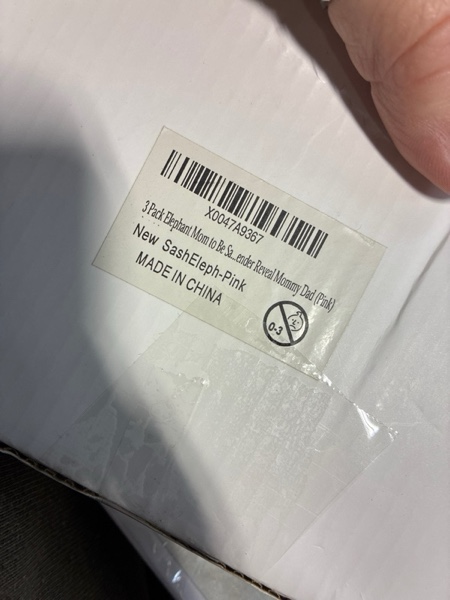 X0047A9367
3 Pack Elephant Mom to Be Sa...ender Reveal Mommy Dad (Pink)
New SashEleph-Pink
MADE IN CHINA
0-3